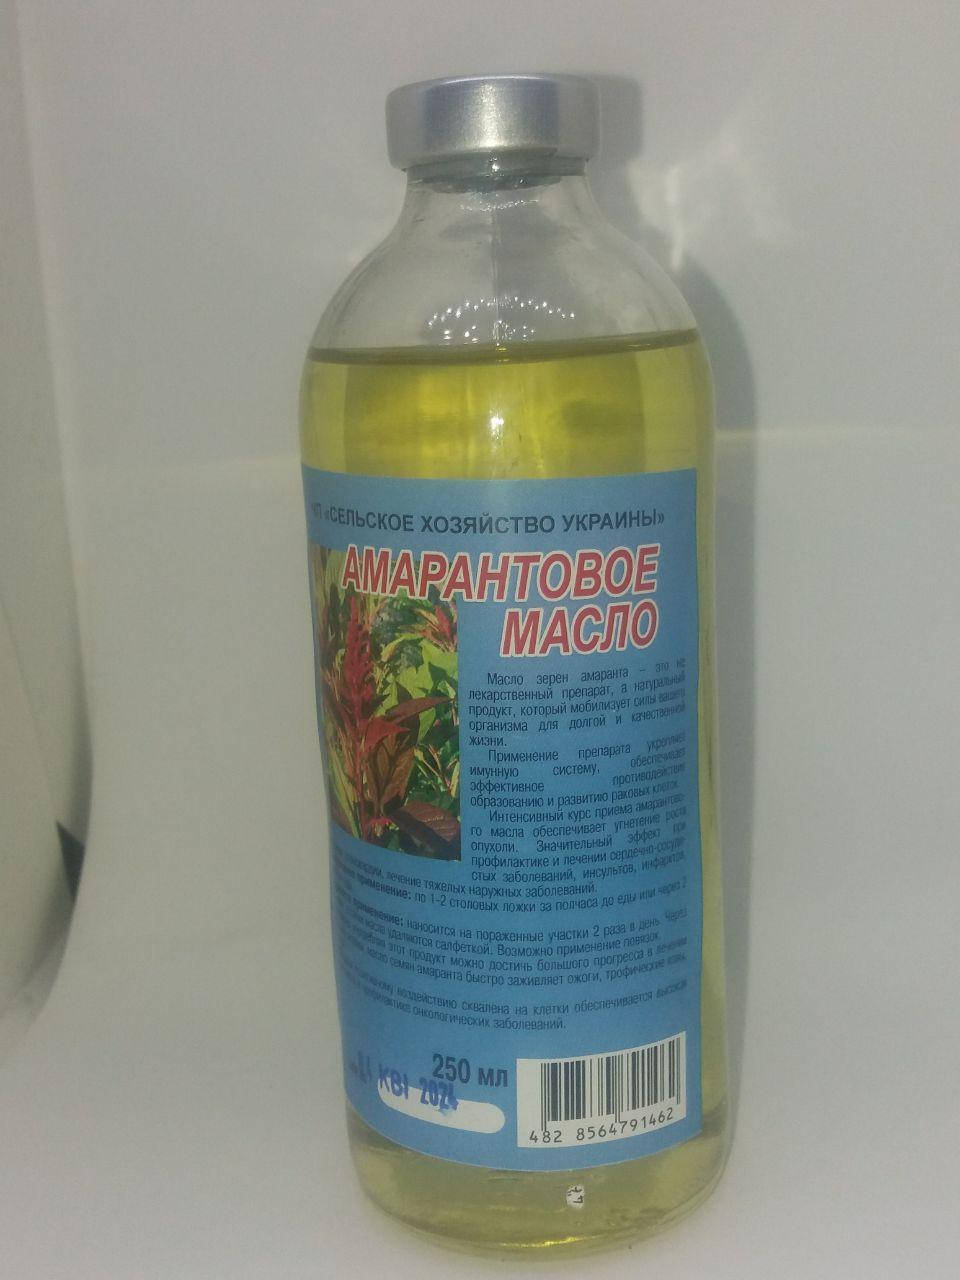 ЧП «СЕЛЬСКОЕ ХОЗЯЙСТВО УКРАИНЫ»
АМАРАНТОВОЕ
МАСЛО
Масло зерен амаранта – это не
лекарственный препарат, а натуральный
продукт, который мобилизует силы вашего
организма для долгой и качественной
жизни.
Применение препарата укрепляет
имунную систему, обеспечивает
эффективное противодействие
образованию и развитию раковых клеток.
Интенсивный курс приема амарантово-
го масла обеспечивает угнетение роста
опухоли. Значительный эффект при
профилактике и лечении сердечно-сосуди-
стых заболеваний, инсультов, инфарктов,
лечение тяжелых наружных заболеваний.
применение: по 1-2 столовых ложки за полчаса до еды или через 2
применение: наносится на пораженные участки 2 раза в день. Через
масла удаляются салфеткой. Возможно применение повязок.
этот продукт можно достичь большого прогресса в лечении
масло семян амаранта быстро заживляет ожоги, трофические язвы,
воздействию сквалена на клетки обеспечивается высокая
профилактике онкологических заболеваний.
250 мл
КВІ 2024
482 8564791462